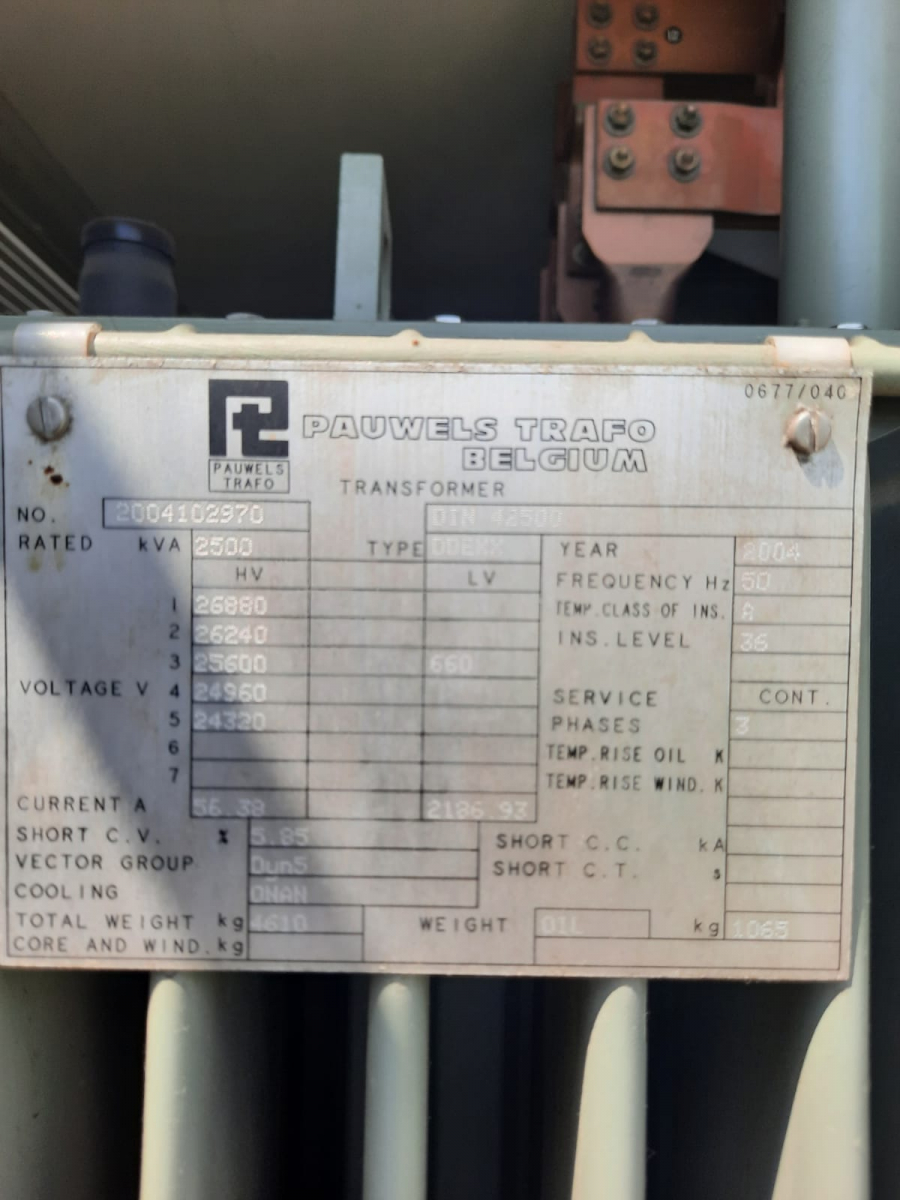 0677/040
PAUWELS TRAFO
BELGIUM
PAUWELS
TRAFO
TRANSFORMER
NO. 2004102970 DIN 42500
RATED kVA 2500 TYPE YEAR 2004
HV LV FREQUENCY Hz 50
1 26880 TEMP.CLASS OF INS. A
2 26240 INS.LEVEL 36
3 25600 660
VOLTAGE V 4 24960 SERVICE CONT.
5 24320 PHASES 3
6 TEMP.RISE OIL K
7 TEMP.RISE WIND. K
CURRENT A 56.38 2186.93
SHORT C.V. % 5.85 SHORT C.C. kA
VECTOR GROUP Dyn5 SHORT C.T. s
COOLING ONAN
TOTAL WEIGHT kg 4610 WEIGHT OIL kg 1065
CORE AND WIND. kg